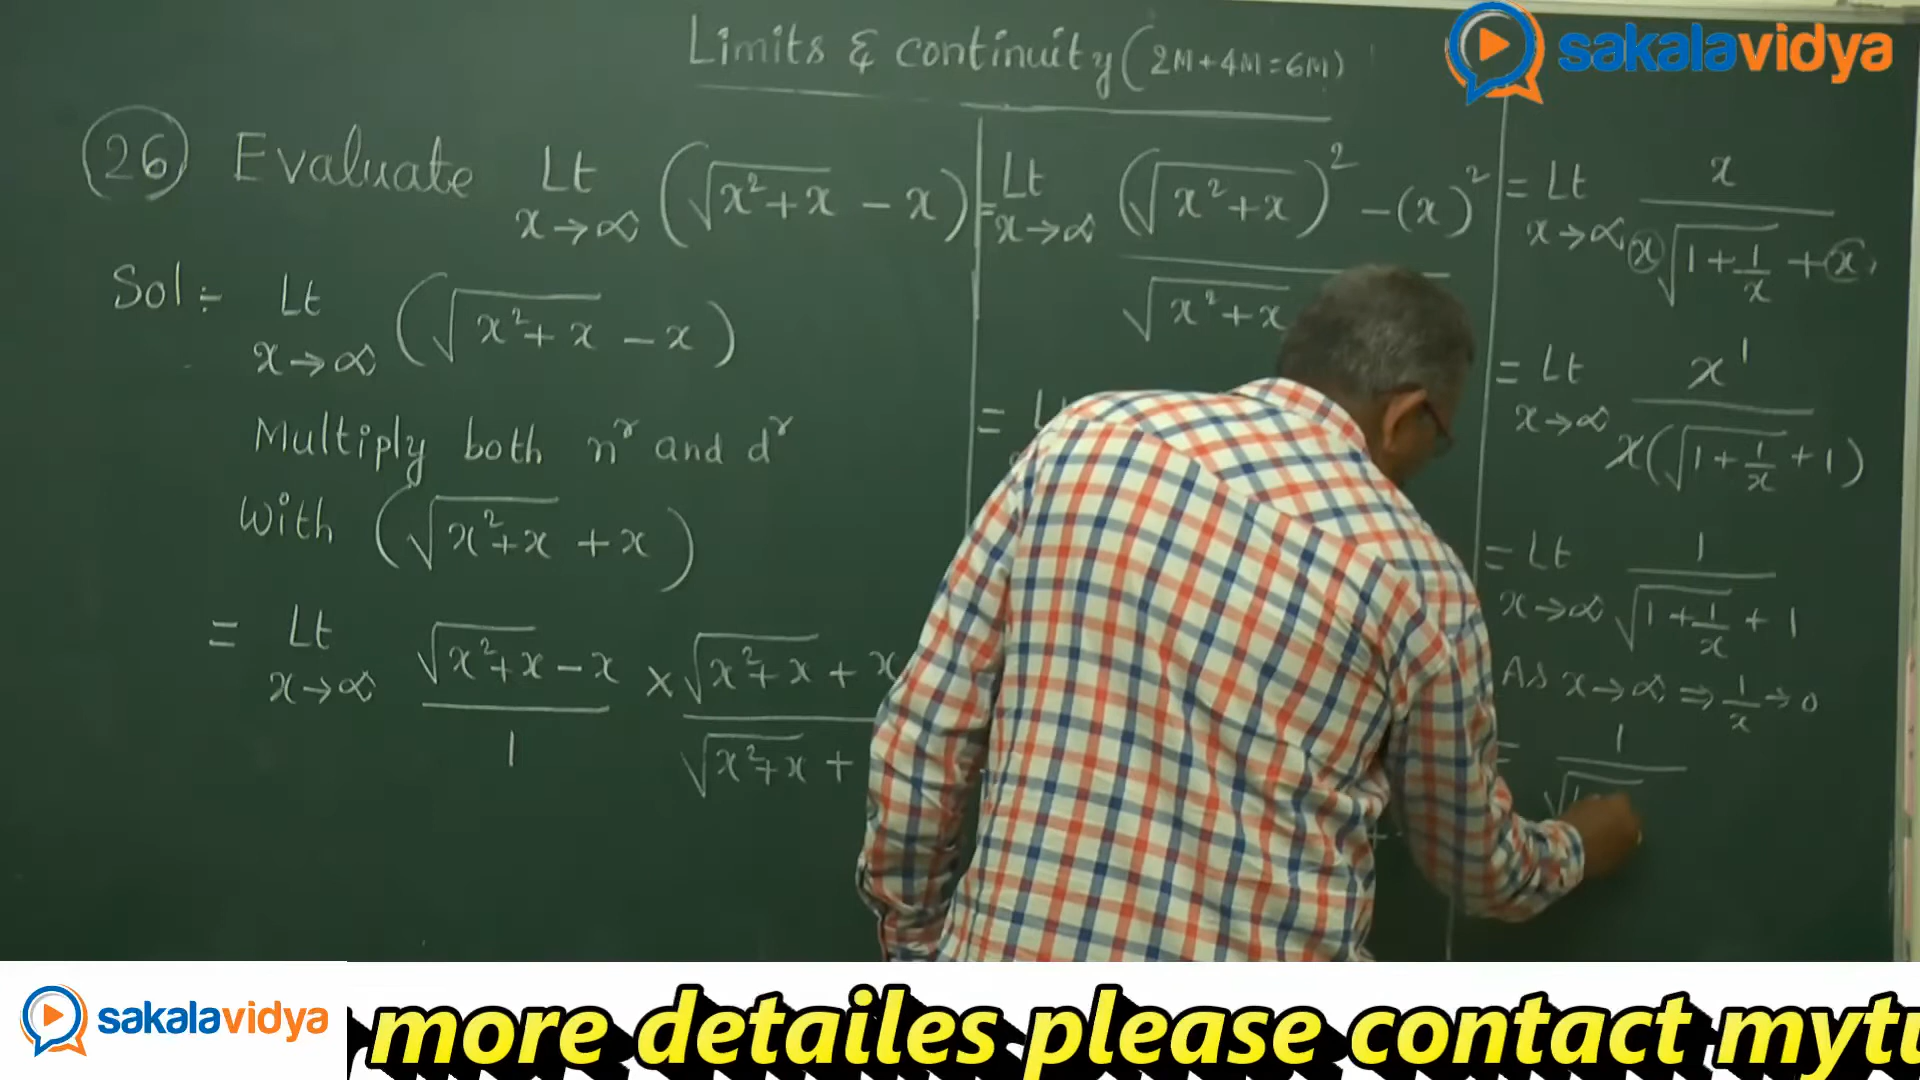 Limits & continuity (2M+4M=6M)
sakalavidya
(26) Evaluate Lt x→∞ (√(x²+x) - x)
Sol:- Lt x→∞ (√(x²+x) - x)
Multiply both nʳ and dʳ
With (√(x²+x) + x)
= Lt x→∞ (√(x²+x) - x)/1 × (√(x²+x) + x)/(√(x²+x) +
= Lt x→∞ ((√(x²+x))² - (x)²)/(√(x²+x)
= Lt
= Lt x→∞ x/(x√(1+1/x) + x)
= Lt x→∞ x¹/(x(√(1+1/x) + 1))
= Lt x→∞ 1/(√(1+1/x) + 1)
As x→∞ ⇒ 1/x → 0
= 1/√1
sakalavidya
more detailes please contact